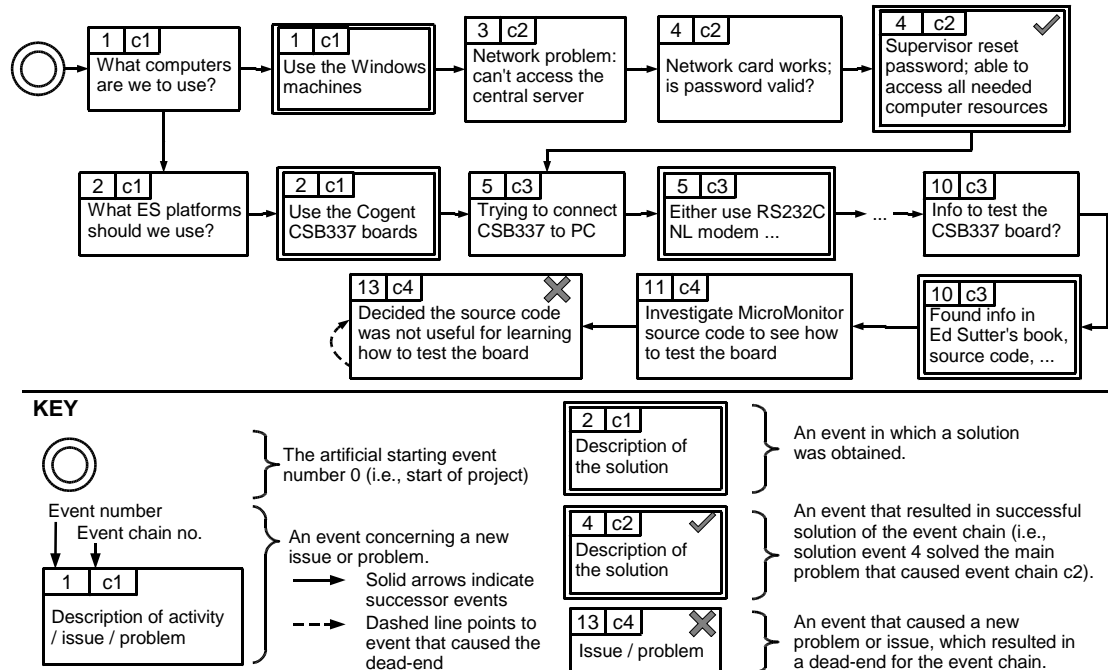 1 c1
What computers
are we to use?
1 c1
Use the Windows
machines
3 c2
Network problem:
can't access the
central server
4 c2
Network card works;
is password valid?
4 c2
Supervisor reset
password; able to
access all needed
computer resources
2 c1
What ES platforms
should we use?
2 c1
Use the Cogent
CSB337 boards
5 c3
Trying to connect
CSB337 to PC
5 c3
Either use RS232C
NL modem ...
...
10 c3
Info to test the
CSB337 board?
13 c4
Decided the source code
was not useful for learning
how to test the board
11 c4
Investigate MicroMonitor
source code to see how
to test the board
10 c3
Found info in
Ed Sutter's book,
source code, ...
KEY
The artificial starting event
number 0 (i.e., start of project)
Event number
Event chain no.
1 c1
Description of activity
/ issue / problem
An event concerning a new
issue or problem.
Solid arrows indicate
successor events
Dashed line points to
event that caused the
dead-end
2 c1
Description of
the solution
An event in which a solution
was obtained.
4 c2
Description of
the solution
An event that resulted in successful
solution of the event chain (i.e.,
solution event 4 solved the main
problem that caused event chain c2).
13 c4
Issue / problem
An event that caused a new
problem or issue, which resulted in
a dead-end for the event chain.